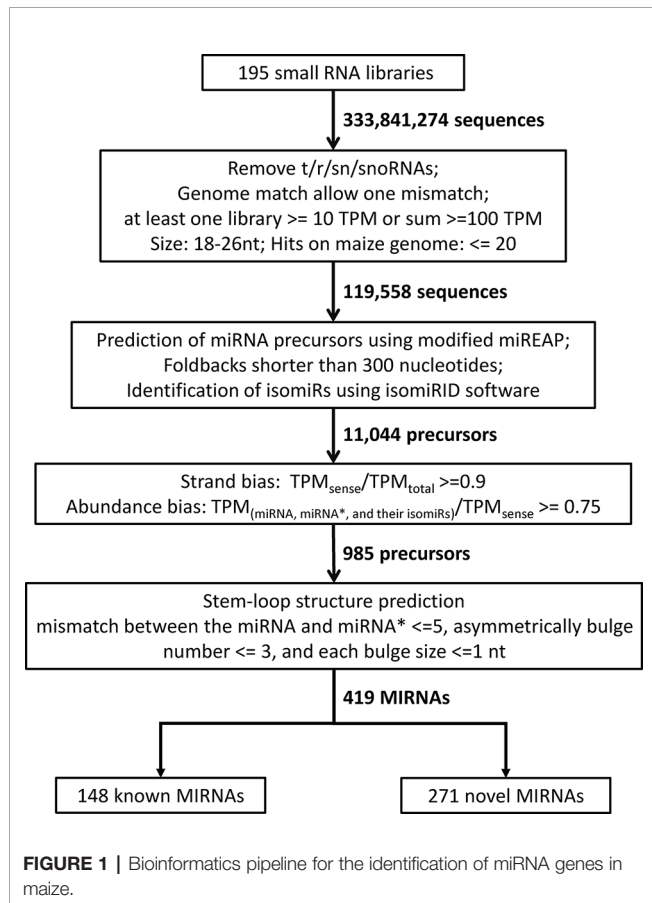 195 small RNA libraries
333,841,274 sequences
Remove t/r/sn/snoRNAs;
Genome match allow one mismatch;
at least one library >= 10 TPM or sum >=100 TPM
Size: 18-26nt; Hits on maize genome: <= 20
119,558 sequences
Prediction of miRNA precursors using modified miREAP;
Foldbacks shorter than 300 nucleotides;
Identification of isomiRs using isomiRID software
11,044 precursors
Strand bias: TPMsense/TPMtotal >=0.9
Abundance bias: TPM(miRNA, miRNA*, and their isomiRs)/TPMsense >= 0.75
985 precursors
Stem-loop structure prediction
mismatch between the miRNA and miRNA* <=5, asymmetrically bulge
number <= 3, and each bulge size <=1 nt
419 MIRNAs
148 known MIRNAs
271 novel MIRNAs
FIGURE 1 | Bioinformatics pipeline for the identification of miRNA genes in
maize.